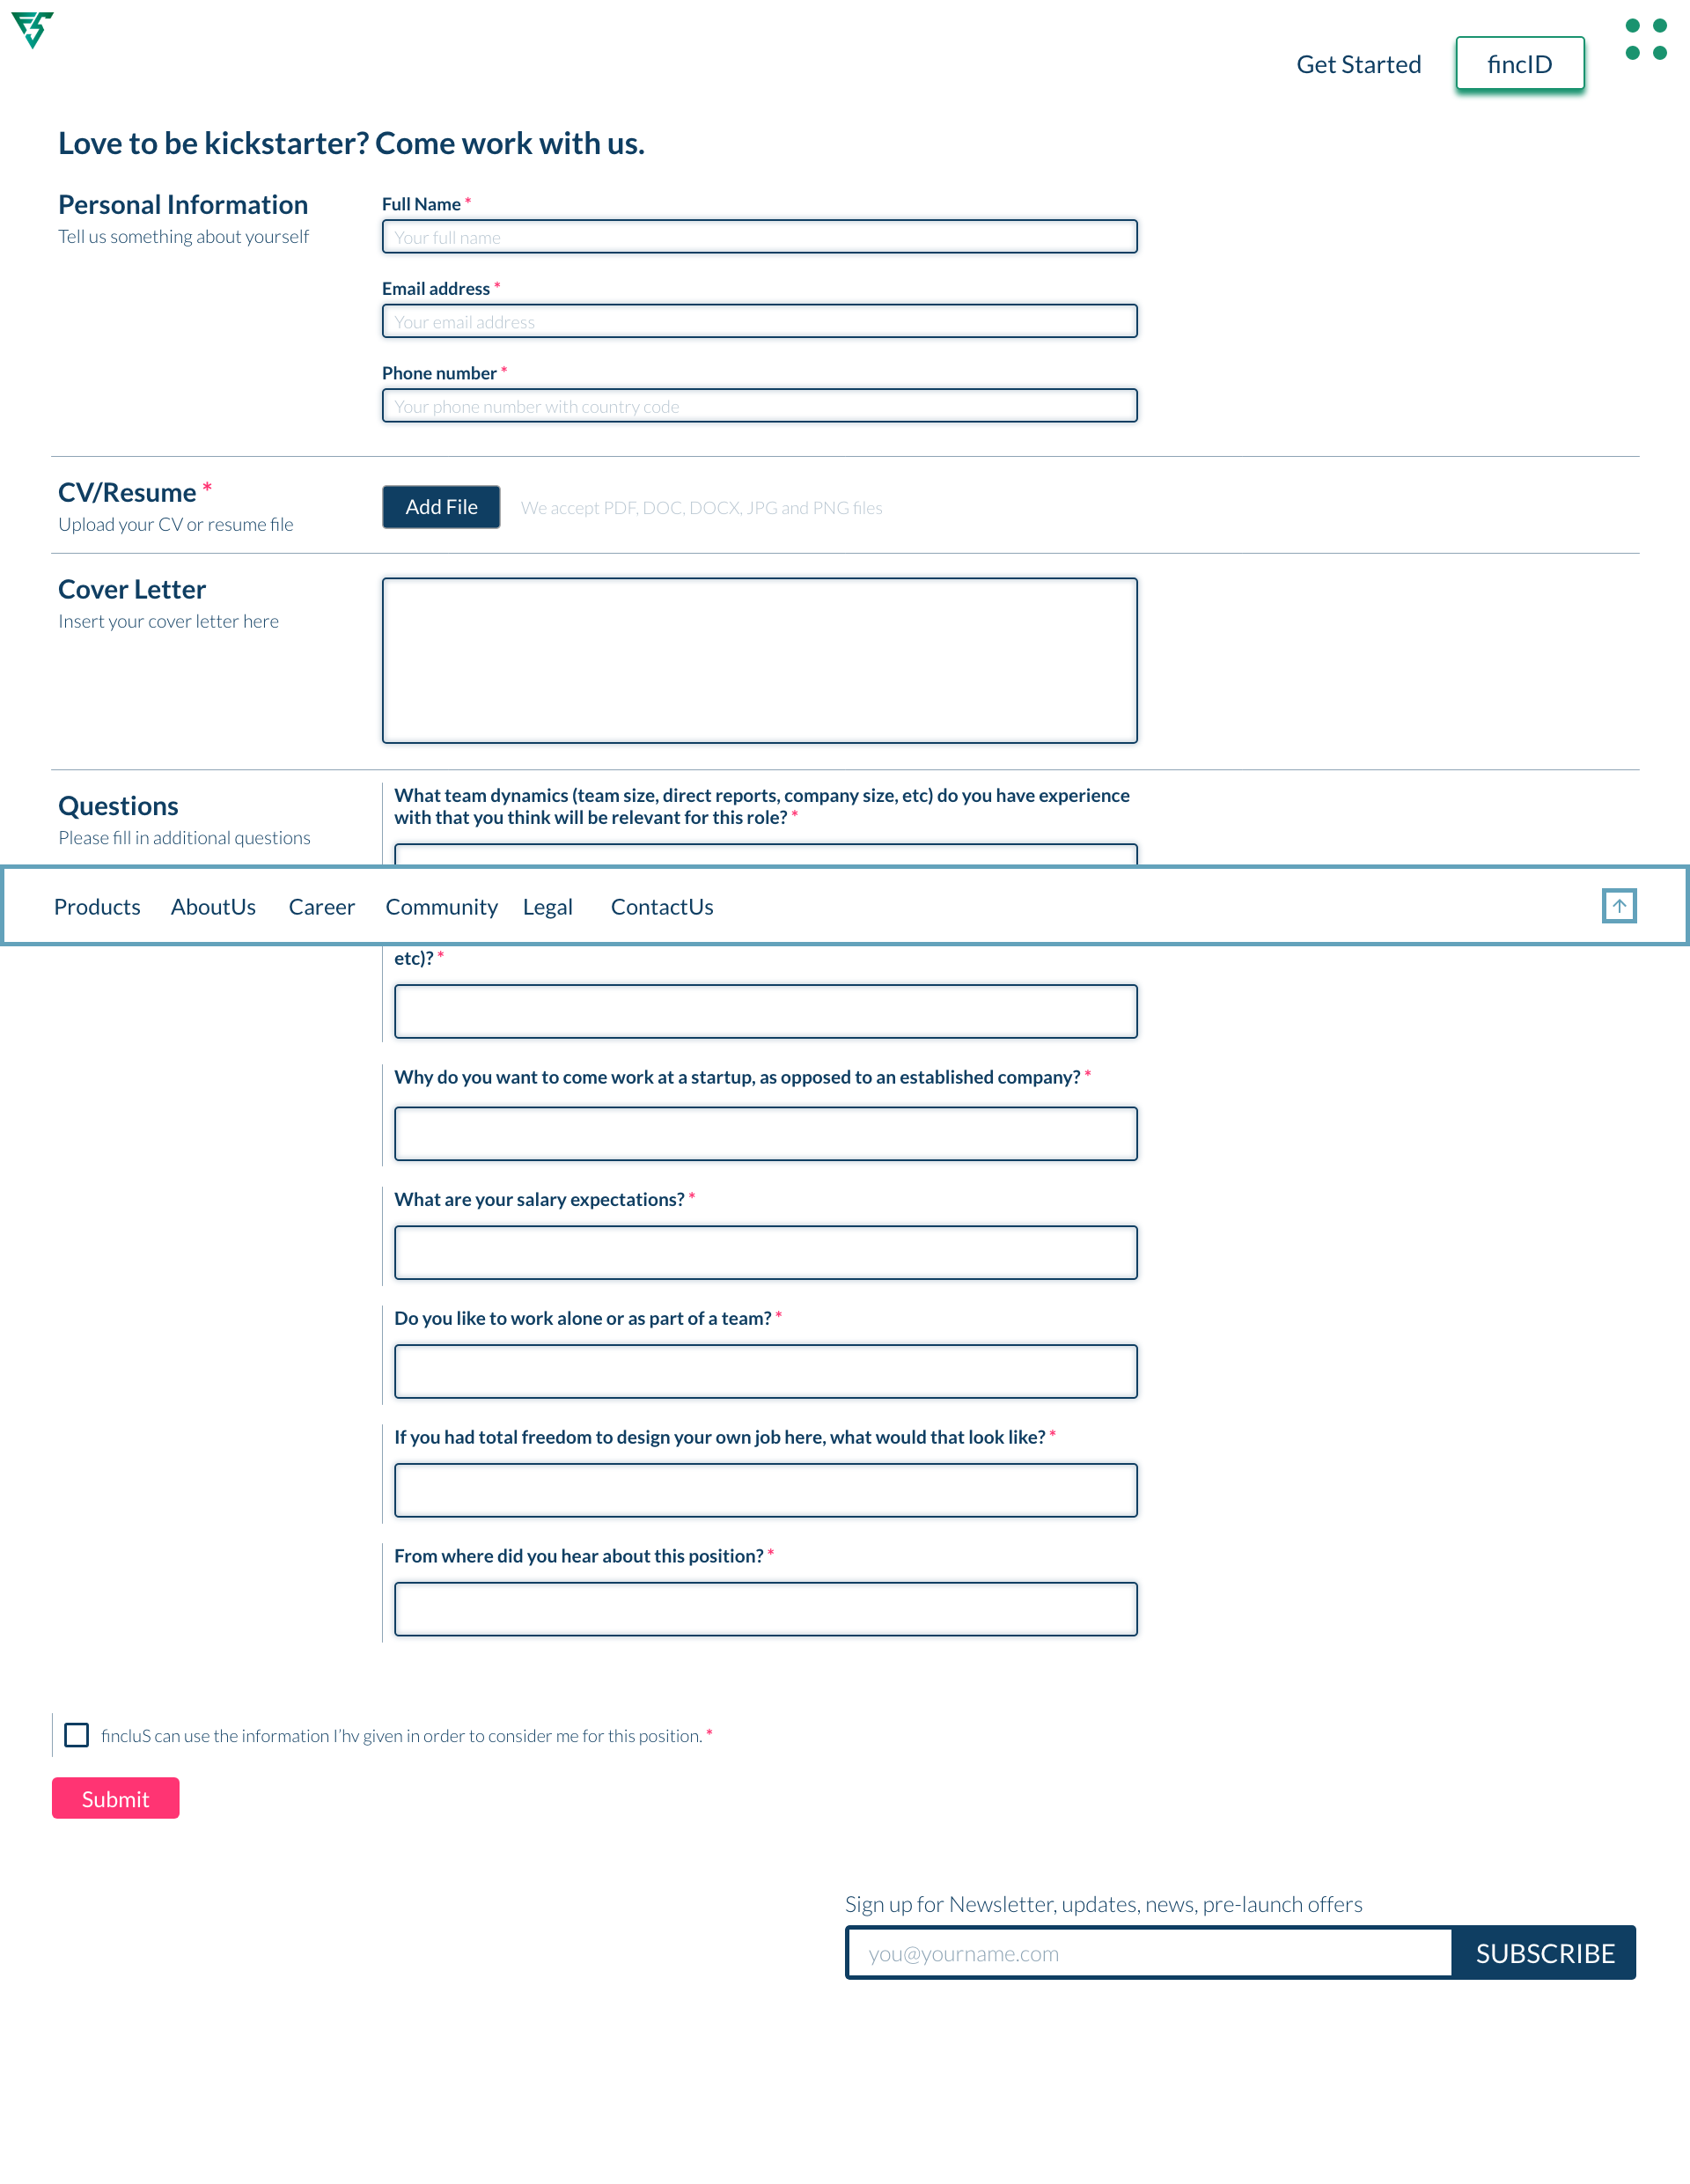 Get Started
fincID
Love to be kickstarter? Come work with us.
Personal Information
Tell us something about yourself
Full Name *
Your full name
Email address *
Your email address
Phone number *
Your phone number with country code
CV/Resume *
Upload your CV or resume file
Add File
We accept PDF, DOC, DOCX, JPG and PNG files
Cover Letter
Insert your cover letter here
Questions
Please fill in additional questions
What team dynamics (team size, direct reports, company size, etc) do you have experience
with that you think will be relevant for this role? *
Products AboutUs Career Community Legal ContactUs
etc)? *
Why do you want to come work at a startup, as opposed to an established company? *
What are your salary expectations? *
Do you like to work alone or as part of a team? *
If you had total freedom to design your own job here, what would that look like? *
From where did you hear about this position? *
fincluS can use the information I'hv given in order to consider me for this position. *
Submit
Sign up for Newsletter, updates, news, pre-launch offers
you@yourname.com
SUBSCRIBE